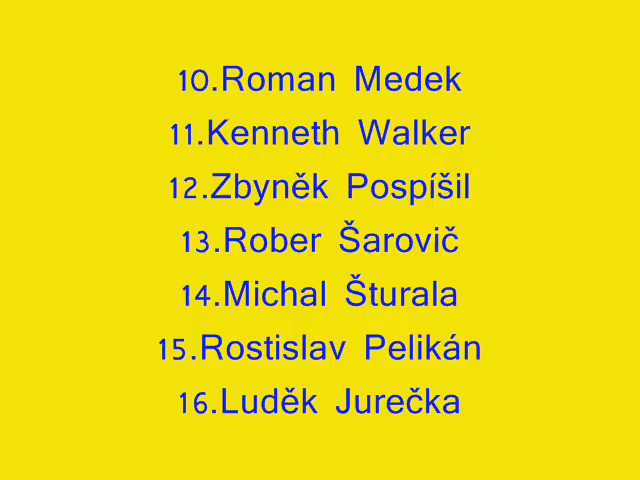 10.Roman Medek
11.Kenneth Walker
12.Zbyněk Pospíšil
13.Rober Šarovič
14.Michal Šturala
15.Rostislav Pelikán
16.Luděk Jurečka